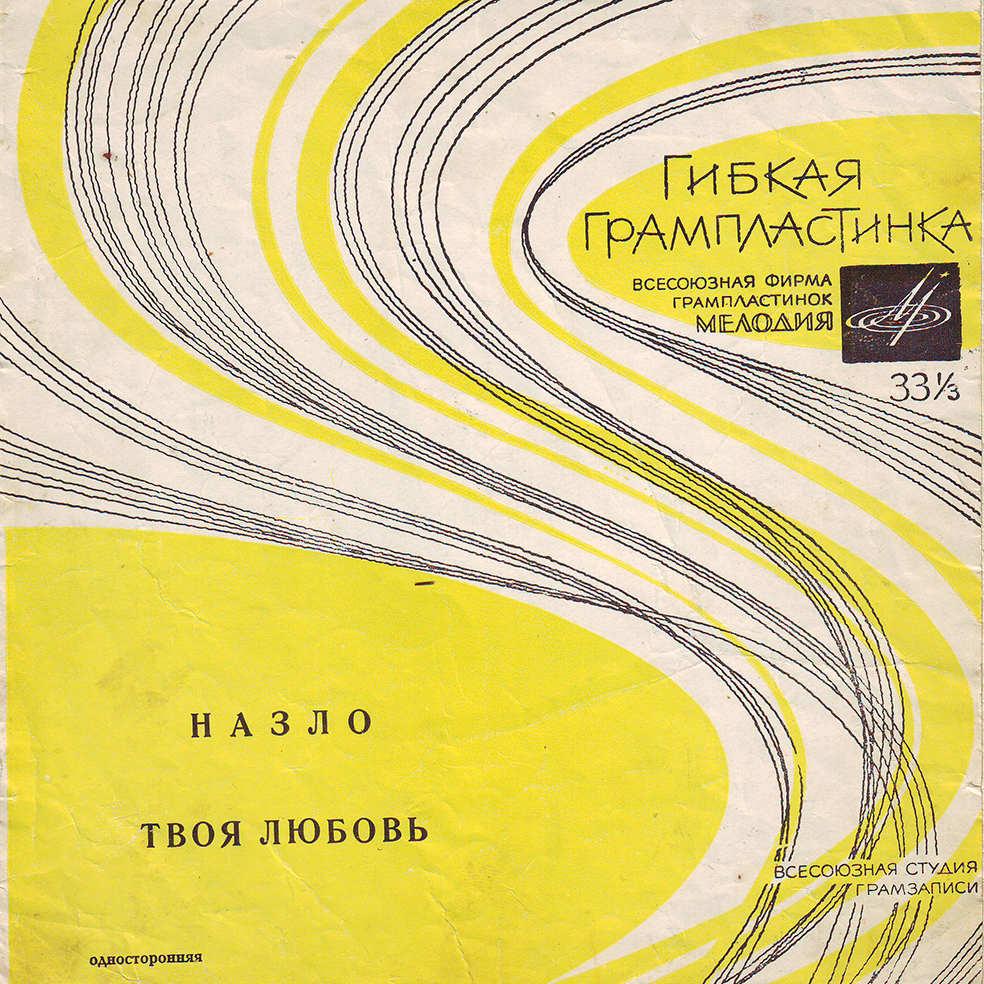 ГИБКАЯ
ГРАМПЛАСТИНКА
ВСЕСОЮЗНАЯ ФИРМА
ГРАМПЛАСТИНОК
МЕЛОДИЯ
33⅓
НАЗЛО
ТВОЯ ЛЮБОВЬ
ВСЕСОЮЗНАЯ СТУДИЯ
ГРАМЗАПИСИ
односторонняя